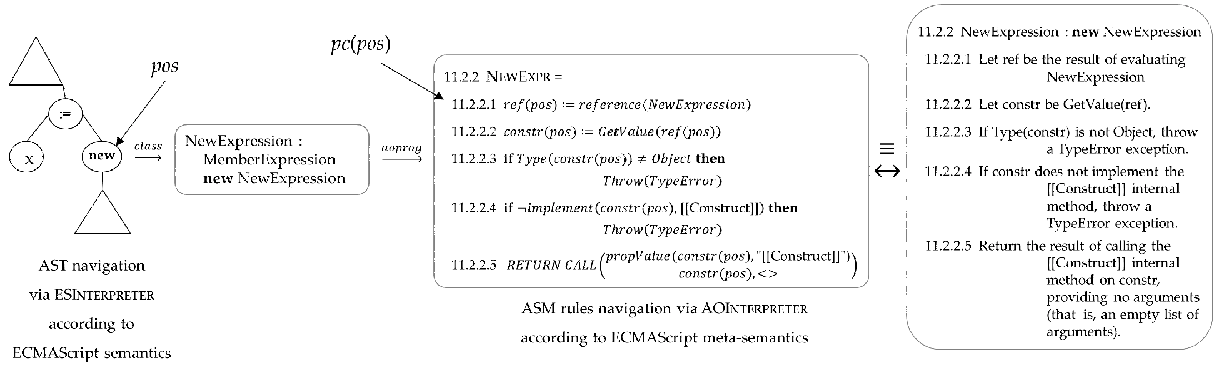 pos
:=
x
new
AST navigation
via ESINTERPRETER
according to
ECMAScript semantics
class
NewExpression :
MemberExpression
new NewExpression
aoprog
pc(pos)
11.2.2 NEWEXPR =
11.2.2.1 ref(pos) ≔ reference(NewExpression)
11.2.2.2 constr(pos) ≔ GetValue(ref(pos))
11.2.2.3 if Type(constr(pos)) ≠ Object then
Throw(TypeError)
11.2.2.4 if ¬implement(constr(pos), [[Construct]]) then
Throw(TypeError)
11.2.2.5 RETURN CALL(propValue(constr(pos), "[[Construct]]")
constr(pos), <>)
ASM rules navigation via AOINTERPRETER
according to ECMAScript meta-semantics
≡
↔
11.2.2 NewExpression : new NewExpression
11.2.2.1 Let ref be the result of evaluating
NewExpression
11.2.2.2 Let constr be GetValue(ref).
11.2.2.3 If Type(constr) is not Object, throw
a TypeError exception.
11.2.2.4 If constr does not implement the
[[Construct]] internal
method, throw a
TypeError exception.
11.2.2.5 Return the result of calling the
[[Construct]] internal
method on constr,
providing no arguments
(that is, an empty list of
arguments).